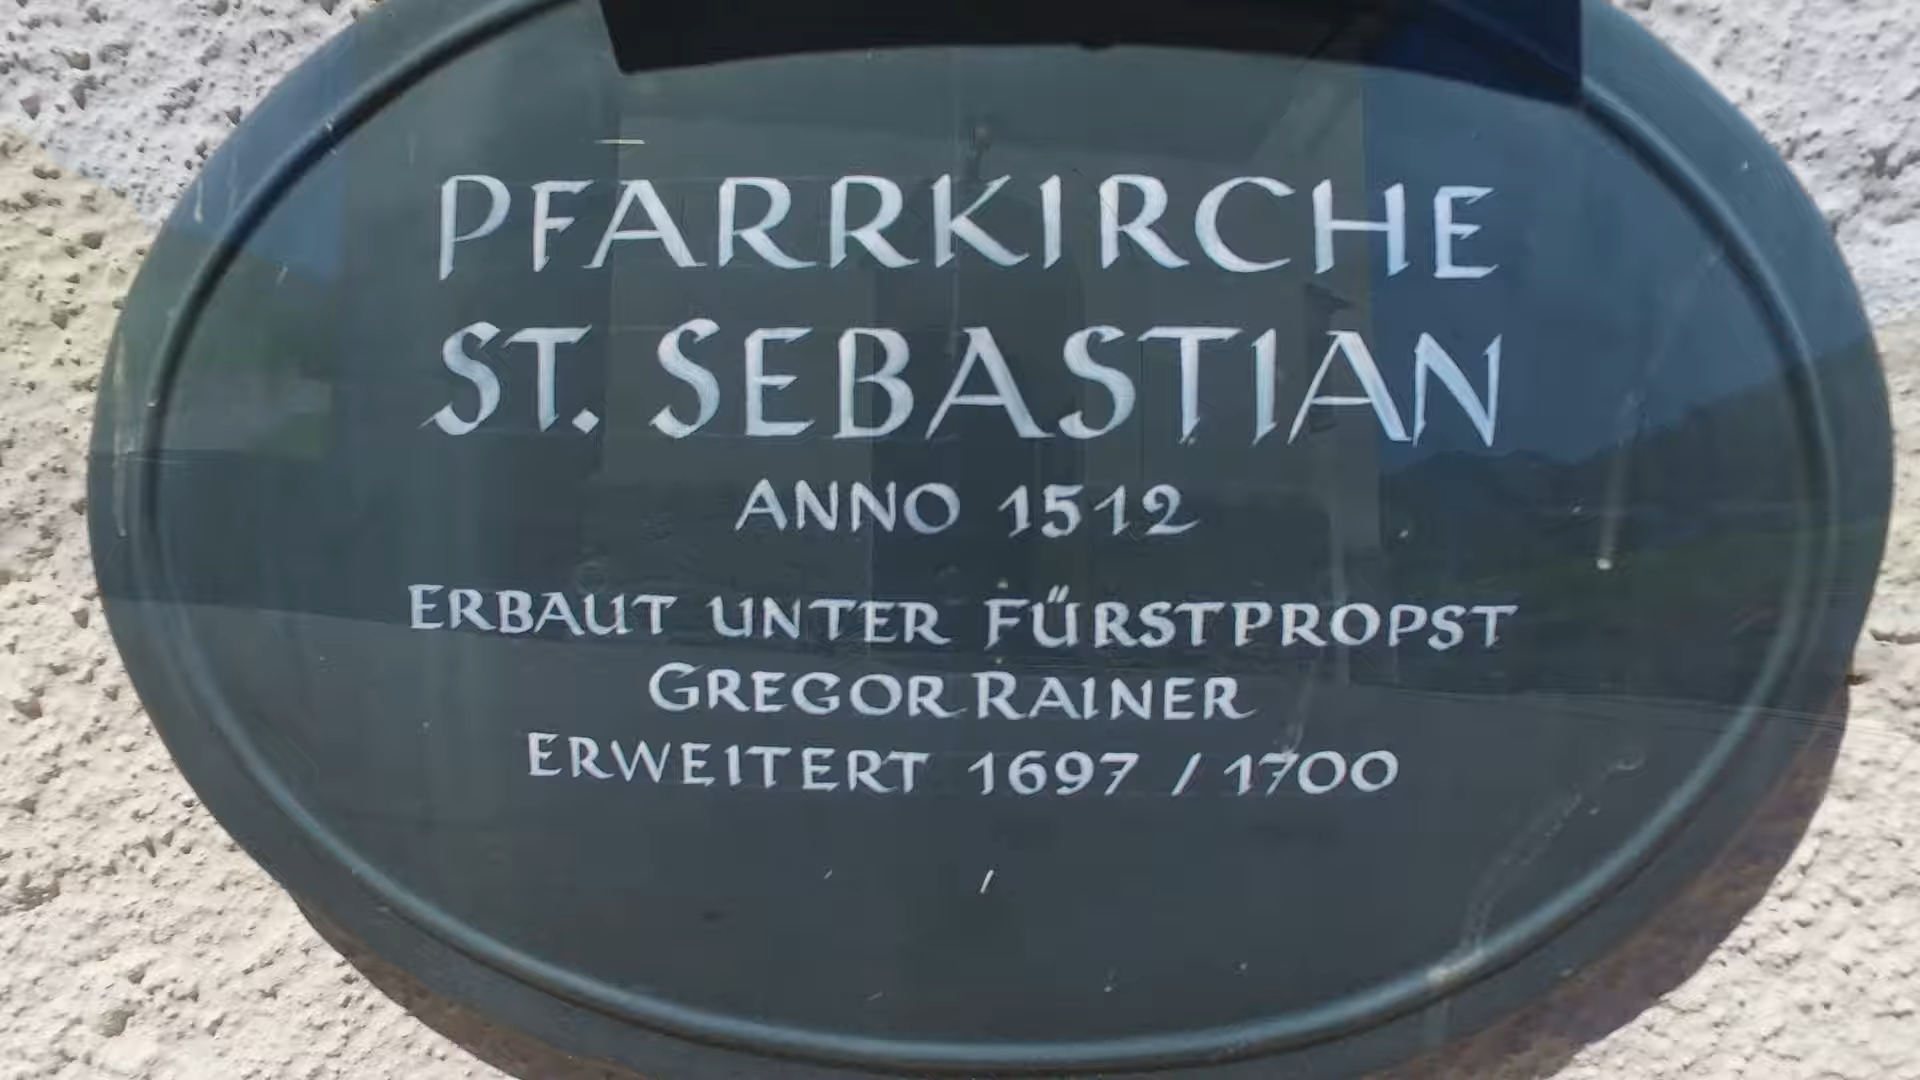 PFARRKIRCHE
ST. SEBASTIAN
ANNO 1512
ERBAUT UNTER FÜRSTPROPST
GREGOR RAINER
ERWEITERT 1697 / 1700